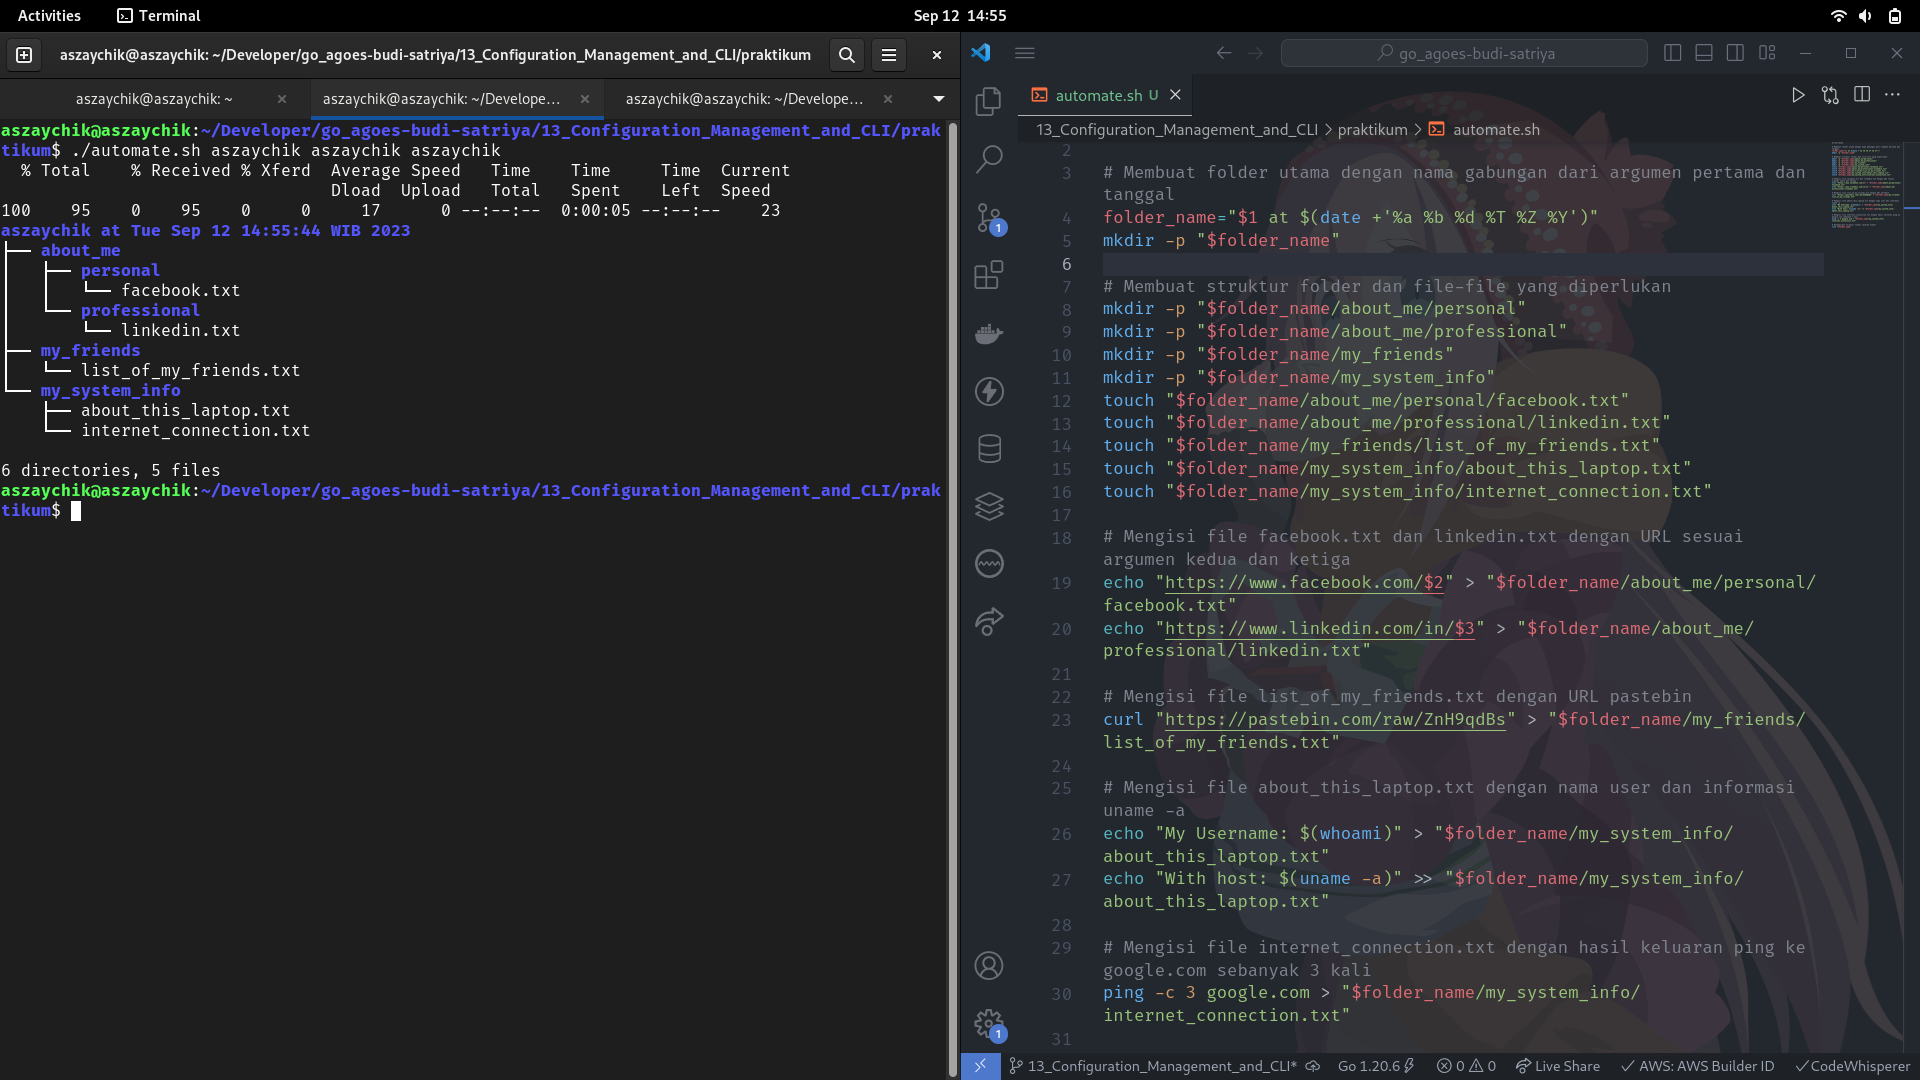 Activities
Terminal
Sep 12 14:55
aszaychik@aszaychik: ~/Developer/go_agoes-budi-satriya/13_Configuration_Management_and_CLI/praktikum
aszaychik@aszaychik: ~
aszaychik@aszaychik: ~/Develope...
aszaychik@aszaychik: ~/Develope...
aszaychik@aszaychik:~/Developer/go_agoes-budi-satriya/13_Configuration_Management_and_CLI/prak
tikum$ ./automate.sh aszaychik aszaychik aszaychik
% Total % Received % Xferd Average Speed Time Time Time Current
Dload Upload Total Spent Left Speed
100 95 0 95 0 0 17 0 --:--:-- 0:00:05 --:--:-- 23
aszaychik at Tue Sep 12 14:55:44 WIB 2023
├── about_me
│   ├── personal
│   │   └── facebook.txt
│   └── professional
│       └── linkedin.txt
├── my_friends
│   └── list_of_my_friends.txt
└── my_system_info
    ├── about_this_laptop.txt
    └── internet_connection.txt
6 directories, 5 files
aszaychik@aszaychik:~/Developer/go_agoes-budi-satriya/13_Configuration_Management_and_CLI/prak
tikum$
go_agoes-budi-satriya
automate.sh U
13_Configuration_Management_and_CLI > praktikum > automate.sh
2
3 # Membuat folder utama dengan nama gabungan dari argumen pertama dan
tanggal
4 folder_name="$1 at $(date +'%a %b %d %T %Z %Y')"
5 mkdir -p "$folder_name"
6
7 # Membuat struktur folder dan file-file yang diperlukan
8 mkdir -p "$folder_name/about_me/personal"
9 mkdir -p "$folder_name/about_me/professional"
10 mkdir -p "$folder_name/my_friends"
11 mkdir -p "$folder_name/my_system_info"
12 touch "$folder_name/about_me/personal/facebook.txt"
13 touch "$folder_name/about_me/professional/linkedin.txt"
14 touch "$folder_name/my_friends/list_of_my_friends.txt"
15 touch "$folder_name/my_system_info/about_this_laptop.txt"
16 touch "$folder_name/my_system_info/internet_connection.txt"
17
18 # Mengisi file facebook.txt dan linkedin.txt dengan URL sesuai
argumen kedua dan ketiga
19 echo "https://www.facebook.com/$2" > "$folder_name/about_me/personal/
facebook.txt"
20 echo "https://www.linkedin.com/in/$3" > "$folder_name/about_me/
professional/linkedin.txt"
21
22 # Mengisi file list_of_my_friends.txt dengan URL pastebin
23 curl "https://pastebin.com/raw/ZnH9qdBs" > "$folder_name/my_friends/
list_of_my_friends.txt"
24
25 # Mengisi file about_this_laptop.txt dengan nama user dan informasi
uname -a
26 echo "My Username: $(whoami)" > "$folder_name/my_system_info/
about_this_laptop.txt"
27 echo "With host: $(uname -a)" >> "$folder_name/my_system_info/
about_this_laptop.txt"
28
29 # Mengisi file internet_connection.txt dengan hasil keluaran ping ke
google.com sebanyak 3 kali
30 ping -c 3 google.com > "$folder_name/my_system_info/
internet_connection.txt"
31
1
1
13_Configuration_Management_and_CLI* Go 1.20.6 0 0 Live Share AWS: AWS Builder ID CodeWhisperer